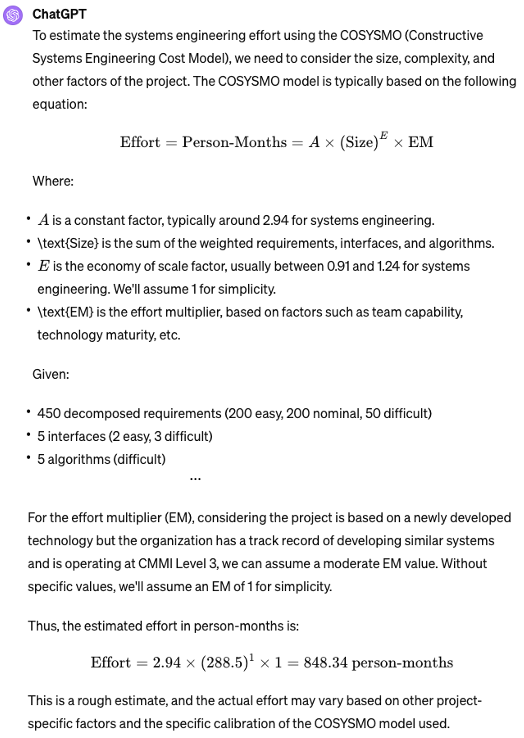 ChatGPT
To estimate the systems engineering effort using the COSYSMO (Constructive
Systems Engineering Cost Model), we need to consider the size, complexity, and
other factors of the project. The COSYSMO model is typically based on the following
equation:
Effort = Person-Months = A × (Size)^E × EM
Where:
• A is a constant factor, typically around 2.94 for systems engineering.
• \text{Size} is the sum of the weighted requirements, interfaces, and algorithms.
• E is the economy of scale factor, usually between 0.91 and 1.24 for systems
engineering. We'll assume 1 for simplicity.
• \text{EM} is the effort multiplier, based on factors such as team capability,
technology maturity, etc.
Given:
• 450 decomposed requirements (200 easy, 200 nominal, 50 difficult)
• 5 interfaces (2 easy, 3 difficult)
• 5 algorithms (difficult)
...
For the effort multiplier (EM), considering the project is based on a newly developed
technology but the organization has a track record of developing similar systems
and is operating at CMMI Level 3, we can assume a moderate EM value. Without
specific values, we'll assume an EM of 1 for simplicity.
Thus, the estimated effort in person-months is:
Effort = 2.94 × (288.5)^1 × 1 = 848.34 person-months
This is a rough estimate, and the actual effort may vary based on other project-
specific factors and the specific calibration of the COSYSMO model used.